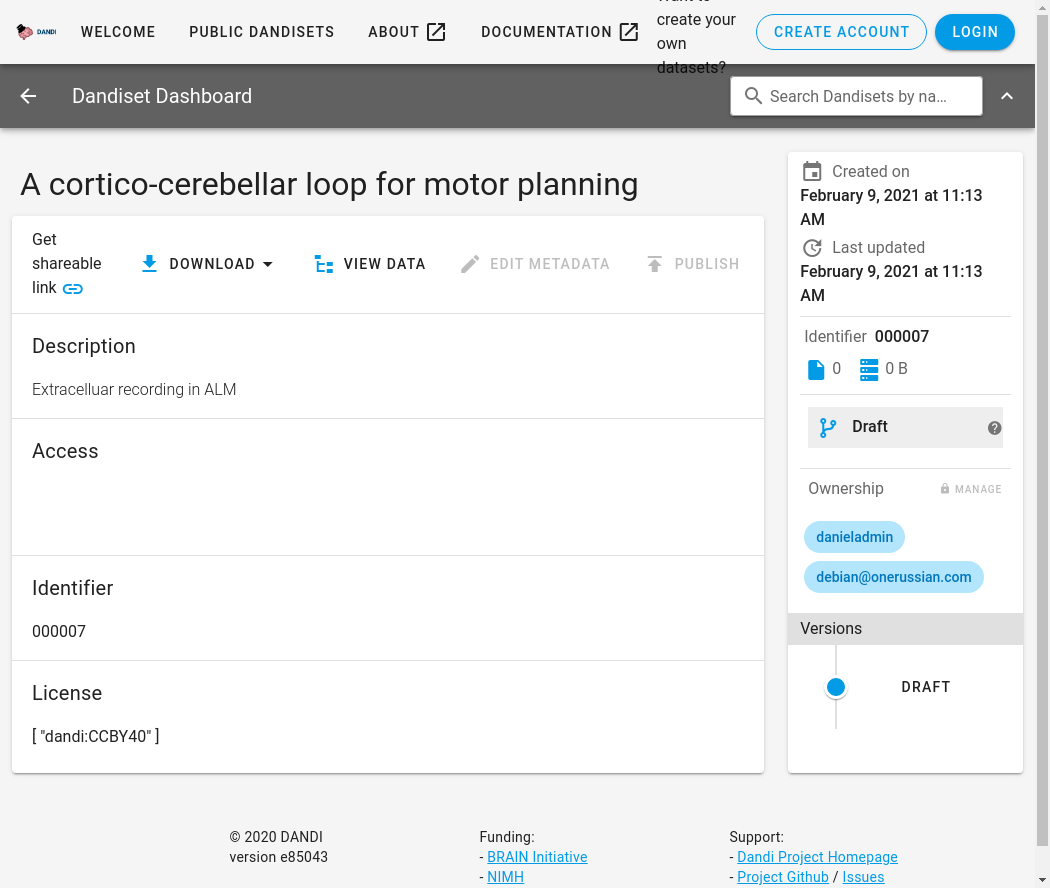 DANDI WELCOME PUBLIC DANDISETS ABOUT DOCUMENTATION
Want to
create your
own
datasets?
CREATE ACCOUNT LOGIN
Dandiset Dashboard Search Dandisets by na…
A cortico-cerebellar loop for motor planning
Get
shareable
link
DOWNLOAD VIEW DATA EDIT METADATA PUBLISH
Description
Extracelluar recording in ALM
Access
Identifier
000007
License
[ "dandi:CCBY40" ]
Created on
February 9, 2021 at 11:13
AM
Last updated
February 9, 2021 at 11:13
AM
Identifier 000007
0 0 B
Draft
Ownership MANAGE
danieladmin
debian@onerussian.com
Versions
DRAFT
© 2020 DANDI
version e85043
Funding:
- BRAIN Initiative
- NIMH
Support:
- Dandi Project Homepage
- Project Github / Issues